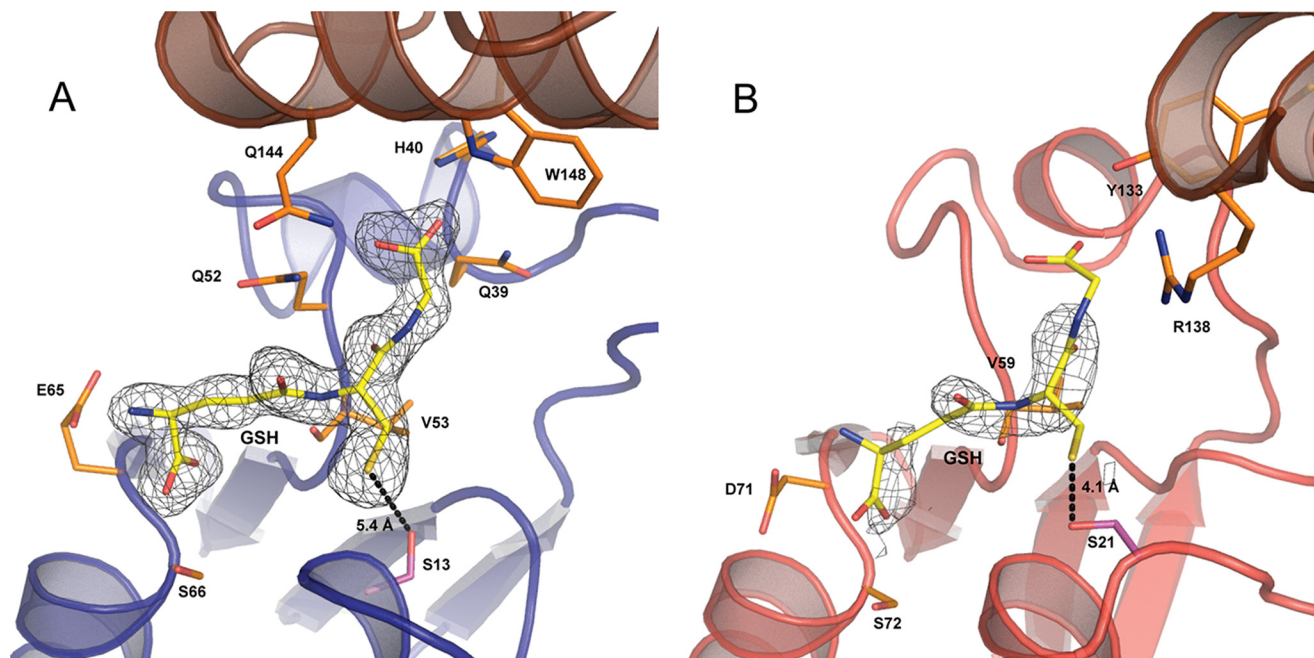 A
Q144
H40
W148
Q52
Q39
E65
V53
GSH
5.4 Å
S13
S66
B
Y133
R138
V59
GSH
D71
4.1 Å
S21
S72